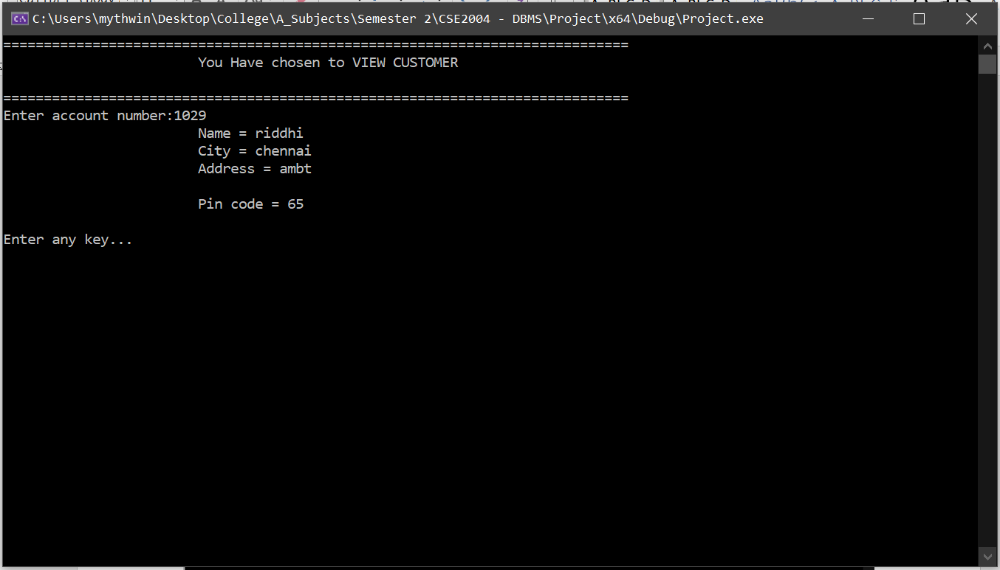 C:\Users\mythwin\Desktop\College\A_Subjects\Semester 2\CSE2004 - DBMS\Project\x64\Debug\Project.exe
=============================================================================
You Have chosen to VIEW CUSTOMER
=============================================================================
Enter account number:1029
Name = riddhi
City = chennai
Address = ambt
Pin code = 65
Enter any key...